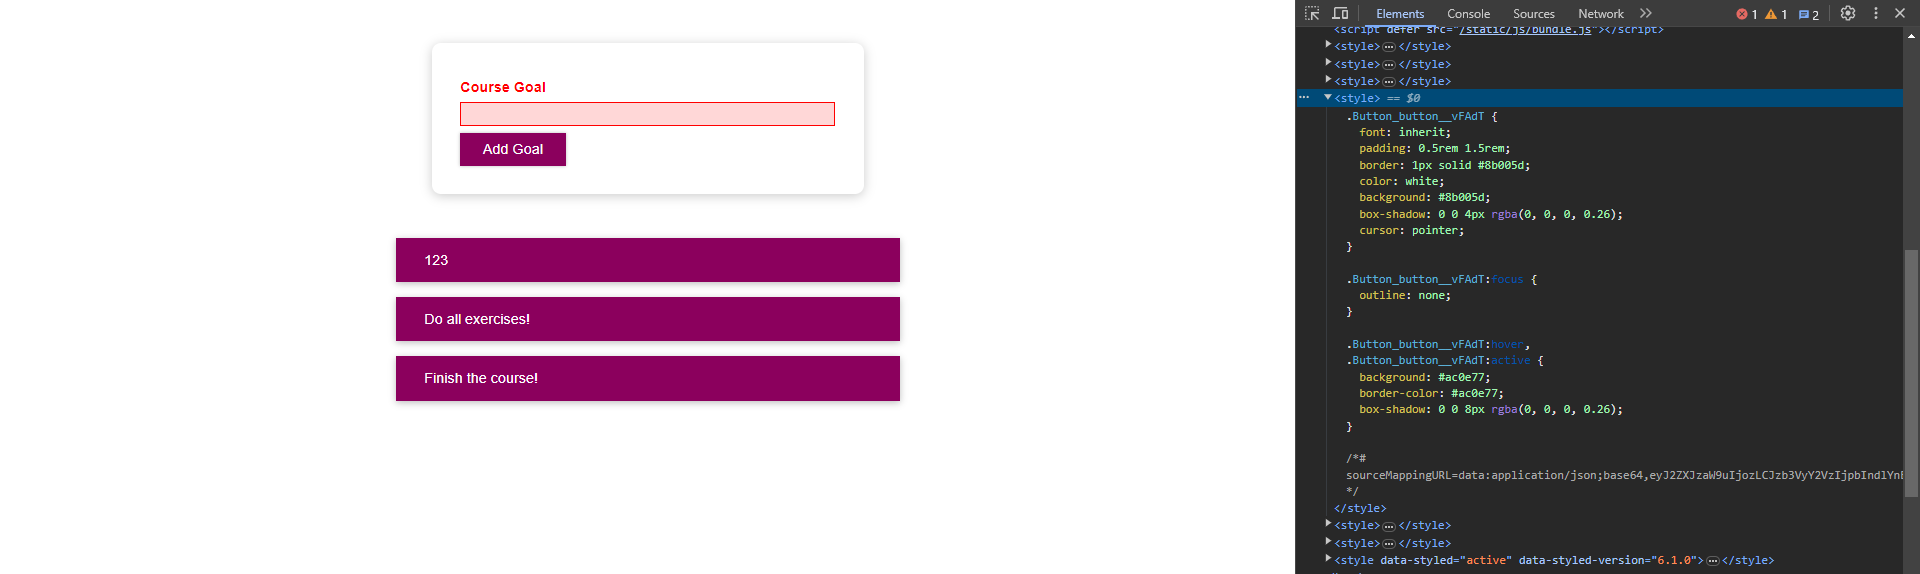 Course Goal
Add Goal
123
Do all exercises!
Finish the course!
Elements Console Sources Network 1 1 2
<script defer src="/static/js/bundle.js"></script>
<style>…</style>
<style>…</style>
<style>…</style>
… <style> == $0
.Button_button__vFAdT {
font: inherit;
padding: 0.5rem 1.5rem;
border: 1px solid #8b005d;
color: white;
background: #8b005d;
box-shadow: 0 0 4px rgba(0, 0, 0, 0.26);
cursor: pointer;
}
.Button_button__vFAdT:focus {
outline: none;
}
.Button_button__vFAdT:hover,
.Button_button__vFAdT:active {
background: #ac0e77;
border-color: #ac0e77;
box-shadow: 0 0 8px rgba(0, 0, 0, 0.26);
}
/*#
sourceMappingURL=data:application/json;base64,eyJ2ZXJzaW9uIjozLCJzb3VyY2VzIjpbIndlYn
*/
</style>
<style>…</style>
<style>…</style>
<style data-styled="active" data-styled-version="6.1.0">…</style>